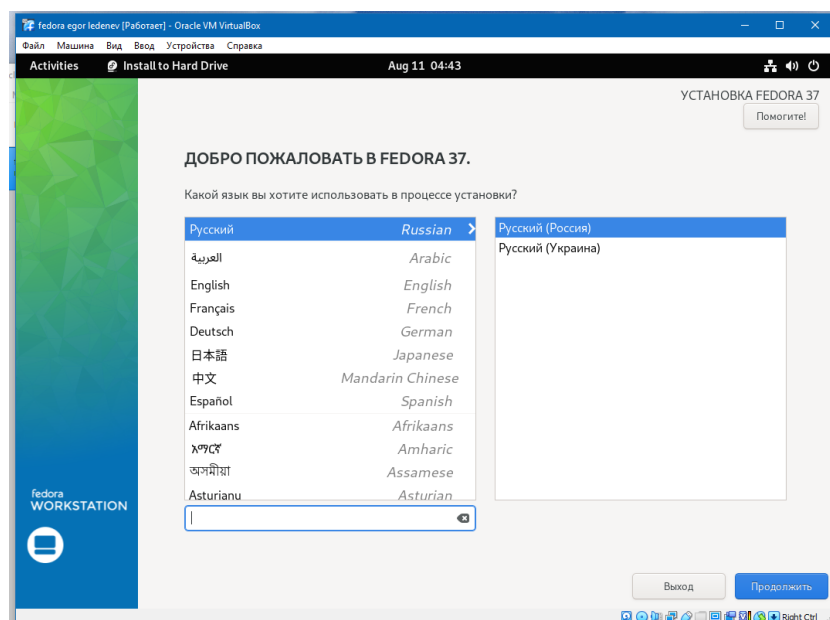 fedora egor ledenev [Работает] - Oracle VM VirtualBox
Файл Машина Вид Ввод Устройства Справка
Activities Install to Hard Drive Aug 11 04:43
УСТАНОВКА FEDORA 37
Помогите!
ДОБРО ПОЖАЛОВАТЬ В FEDORA 37.
Какой язык вы хотите использовать в процессе установки?
Русский Russian
العربية Arabic
English English
Français French
Deutsch German
日本語 Japanese
中文 Mandarin Chinese
Español Spanish
Afrikaans Afrikaans
አማርኛ Amharic
অসমীয়া Assamese
Asturianu Asturian
Русский (Россия)
Русский (Украина)
fedora
WORKSTATION
Выход Продолжить
Right Ctrl